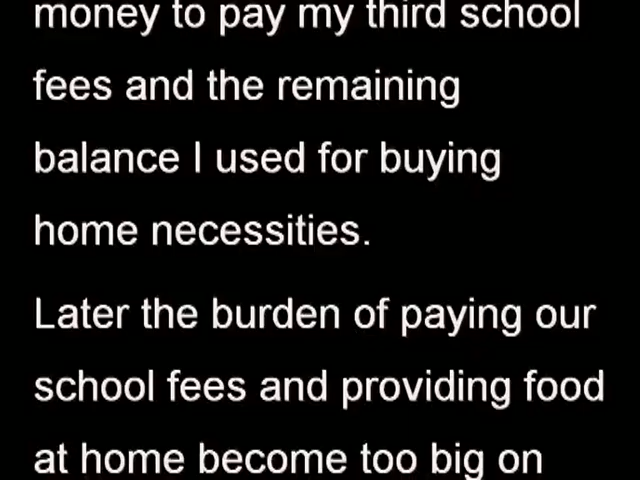 money to pay my third school
fees and the remaining
balance I used for buying
home necessities.
Later the burden of paying our
school fees and providing food
at home become too big on